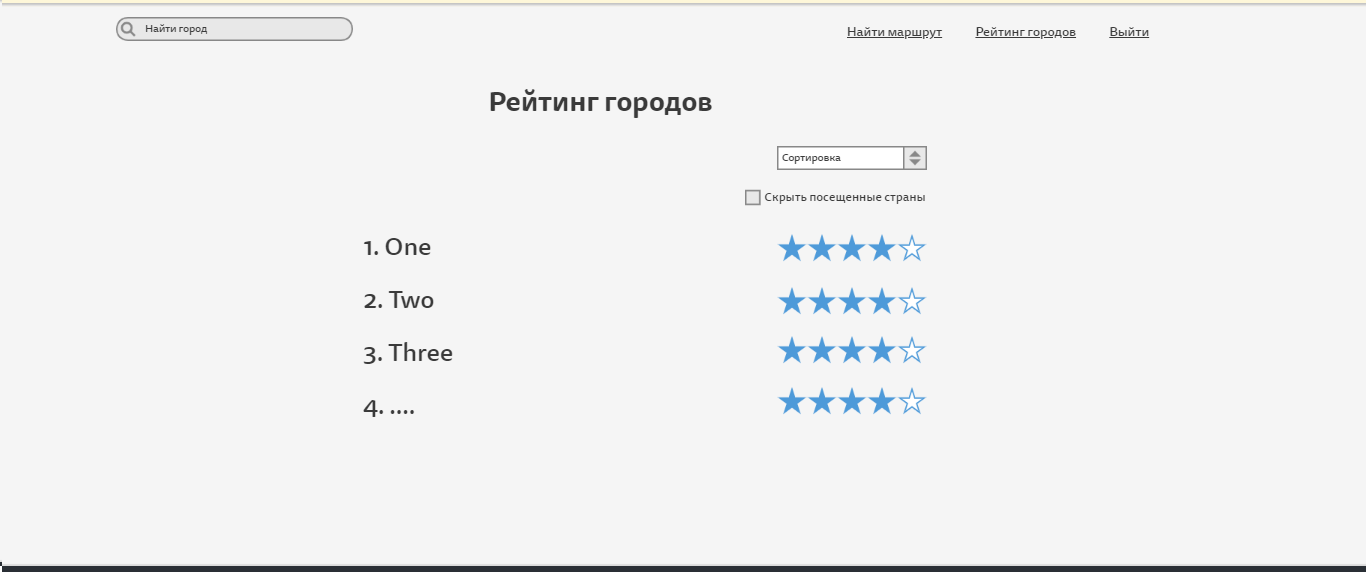 Найти город
Найти маршрут Рейтинг городов Выйти
Рейтинг городов
Сортировка
Скрыть посещенные страны
1. One
2. Two
3. Three
4. ....